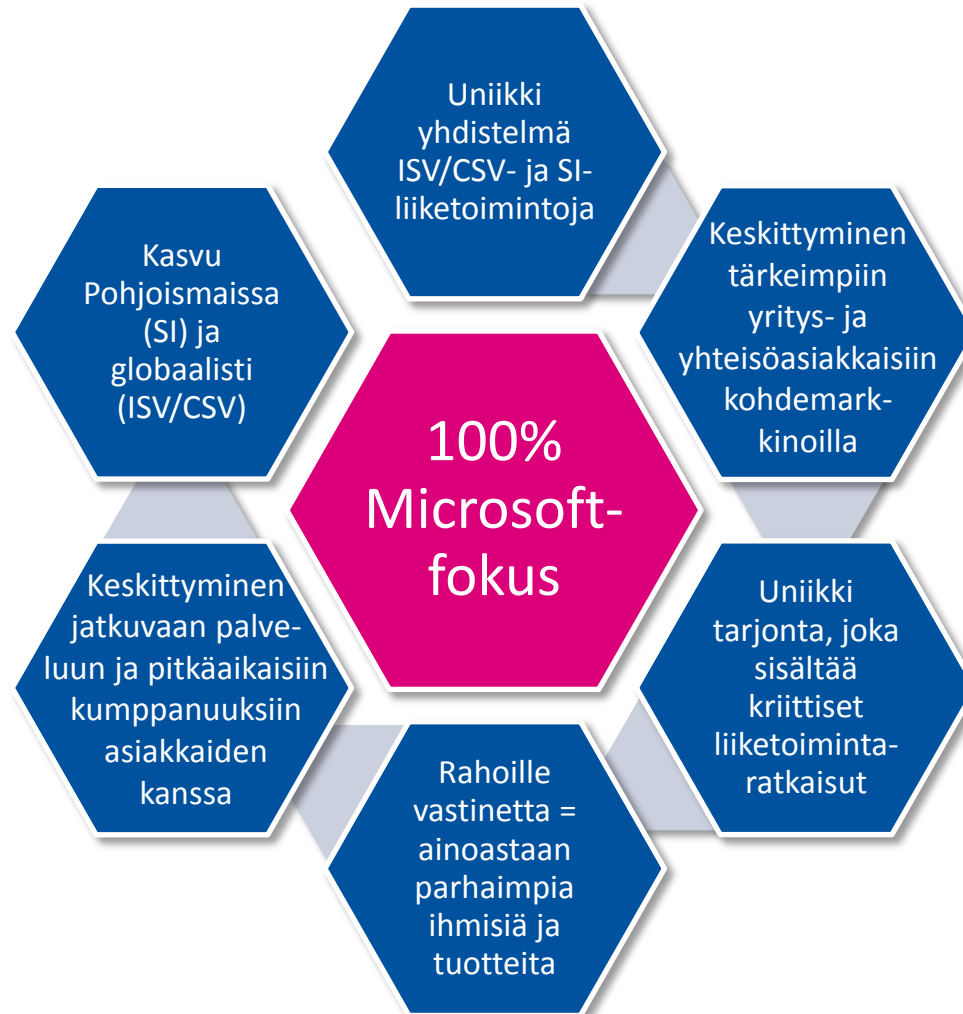 Uniikki
yhdistelmä
ISV/CSV- ja SI-
liiketoimintoja
Keskittyminen
tärkeimpiin
yritys- ja
yhteisöasiakkaisiin
kohdemark-
kinoilla
Uniikki
tarjonta, joka
sisältää
kriittiset
liiketoiminta-
ratkaisut
Rahoille
vastinetta =
ainoastaan
parhaimpia
ihmisiä ja
tuotteita
Keskittyminen
jatkuvaan palve-
luun ja pitkäaikaisiin
kumppanuuksiin
asiakkaiden
kanssa
Kasvu
Pohjoismaissa
(SI) ja
globaalisti
(ISV/CSV)
100%
Microsoft-
fokus